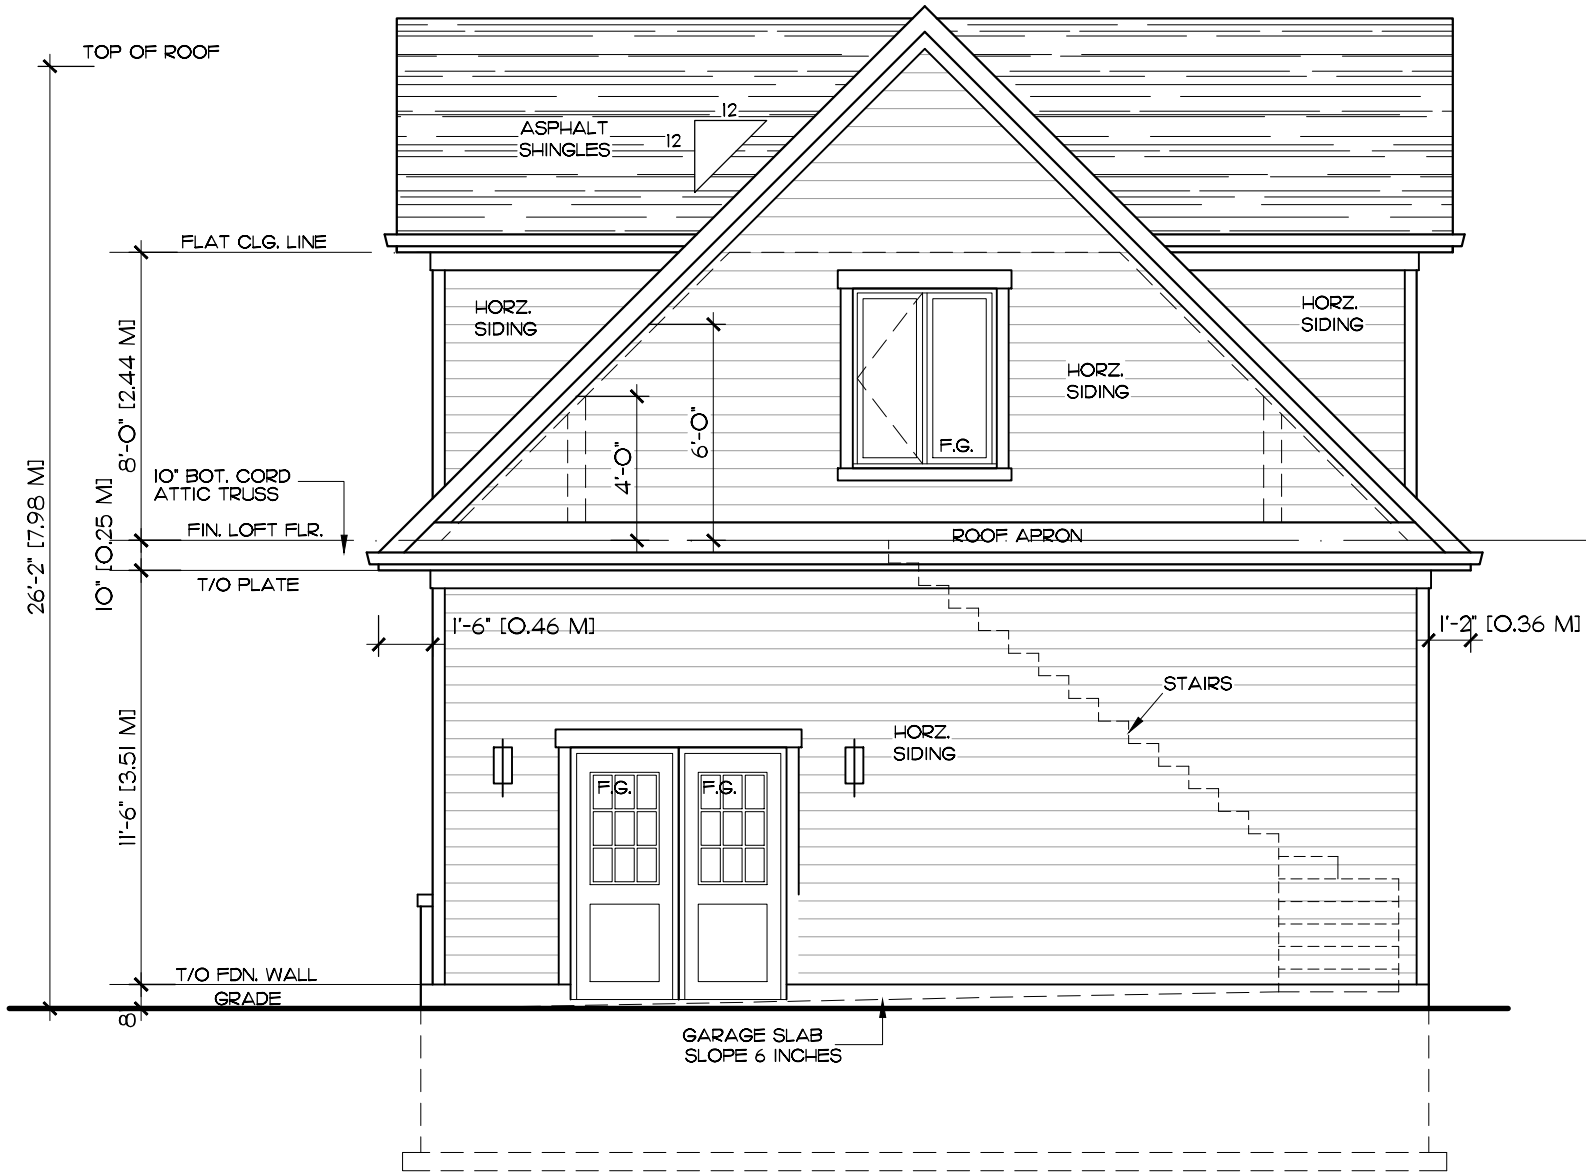 TOP OF ROOF
12
12
ASPHALT
SHINGLES
FLAT CLG. LINE
HORZ.
SIDING
HORZ.
SIDING
HORZ.
SIDING
8'-0" [2.44 M]
6'-0"
4'-0"
F.G.
26'-2" [7.98 M]
10" [0.25 M]
10" BOT. CORD
ATTIC TRUSS
FIN. LOFT FLR.
ROOF APRON
T/O PLATE
1'-6" [0.46 M]
1'-2" [0.36 M]
STAIRS
11'-6" [3.51 M]
HORZ.
SIDING
F.G.
F.G.
T/O FDN. WALL
GRADE
8
GARAGE SLAB
SLOPE 6 INCHES